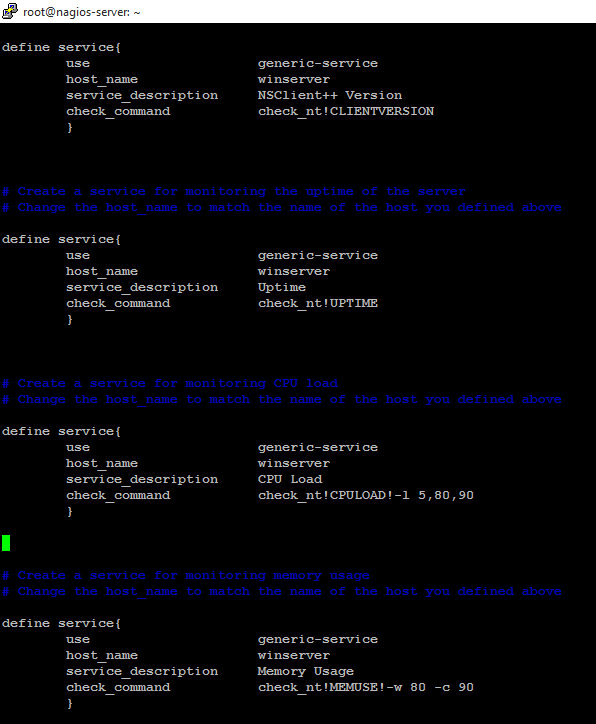 root@nagios-server: ~
define service{
use generic-service
host_name winserver
service_description NSClient++ Version
check_command check_nt!CLIENTVERSION
}
# Create a service for monitoring the uptime of the server
# Change the host_name to match the name of the host you defined above
define service{
use generic-service
host_name winserver
service_description Uptime
check_command check_nt!UPTIME
}
# Create a service for monitoring CPU load
# Change the host_name to match the name of the host you defined above
define service{
use generic-service
host_name winserver
service_description CPU Load
check_command check_nt!CPULOAD!-l 5,80,90
}
# Create a service for monitoring memory usage
# Change the host_name to match the name of the host you defined above
define service{
use generic-service
host_name winserver
service_description Memory Usage
check_command check_nt!MEMUSE!-w 80 -c 90
}